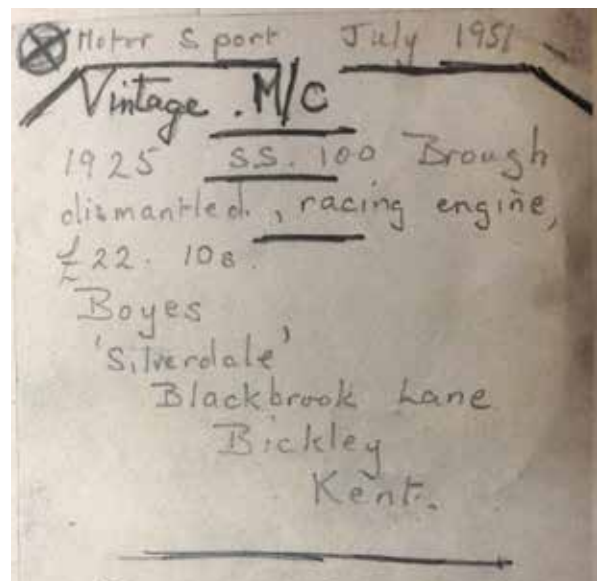 Motor Sport July 1951
Vintage . M/C
1925 S.S. 100 Brough
dismantled , racing engine,
£22. 10s.
Boyes
'Silverdale'
Blackbrook Lane
Bickley
Kent.